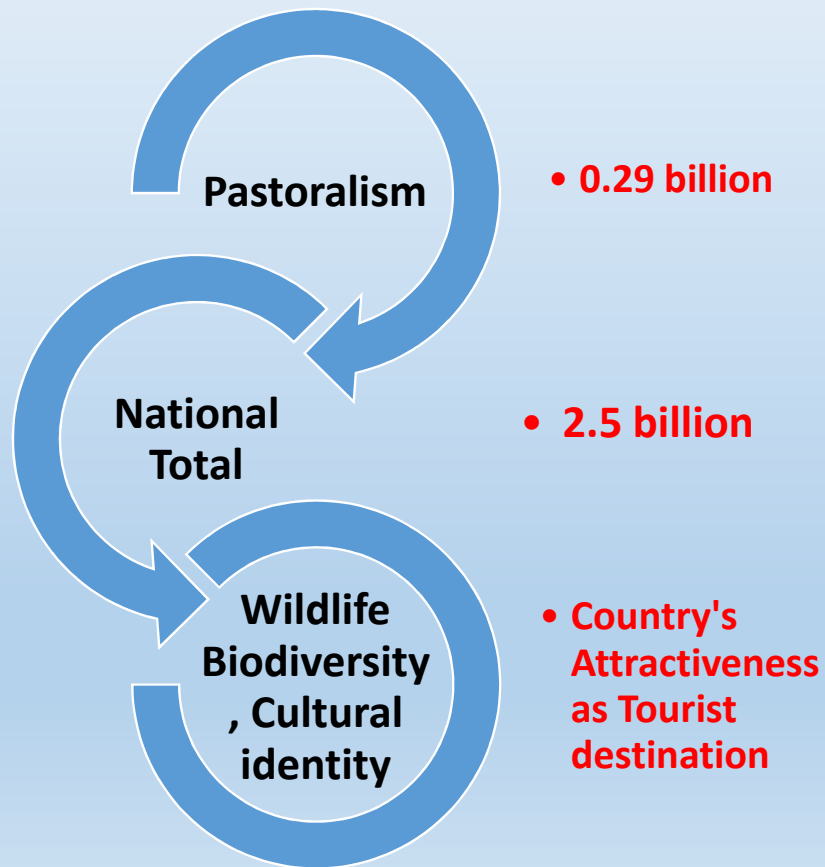 Pastoralism
• 0.29 billion
National
Total
• 2.5 billion
Wildlife
Biodiversity
, Cultural
identity
• Country's
Attractiveness
as Tourist
destination